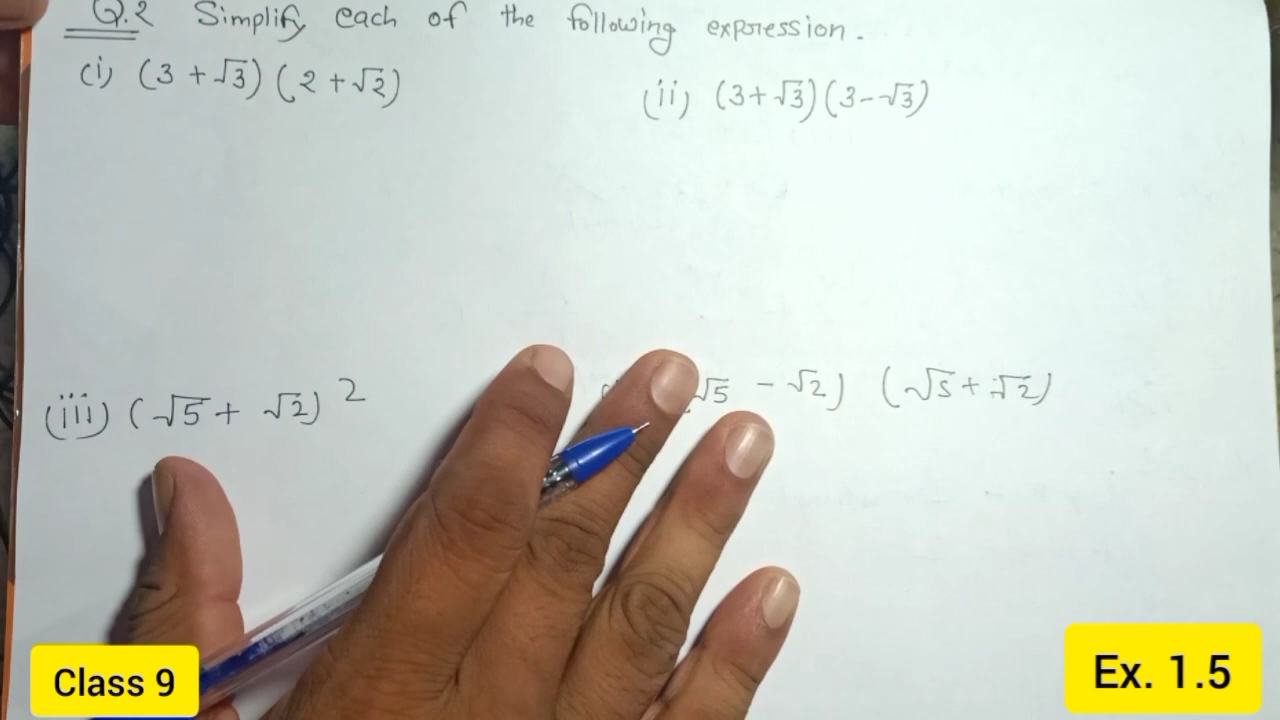 Q.2 Simplify each of the following expression.
(i) (3 + √3) (2 + √2)
(ii) (3 + √3) (3 - √3)
(iii) (√5 + √2)²
√5 - √2) (√5 + √2)
Class 9
Ex. 1.5